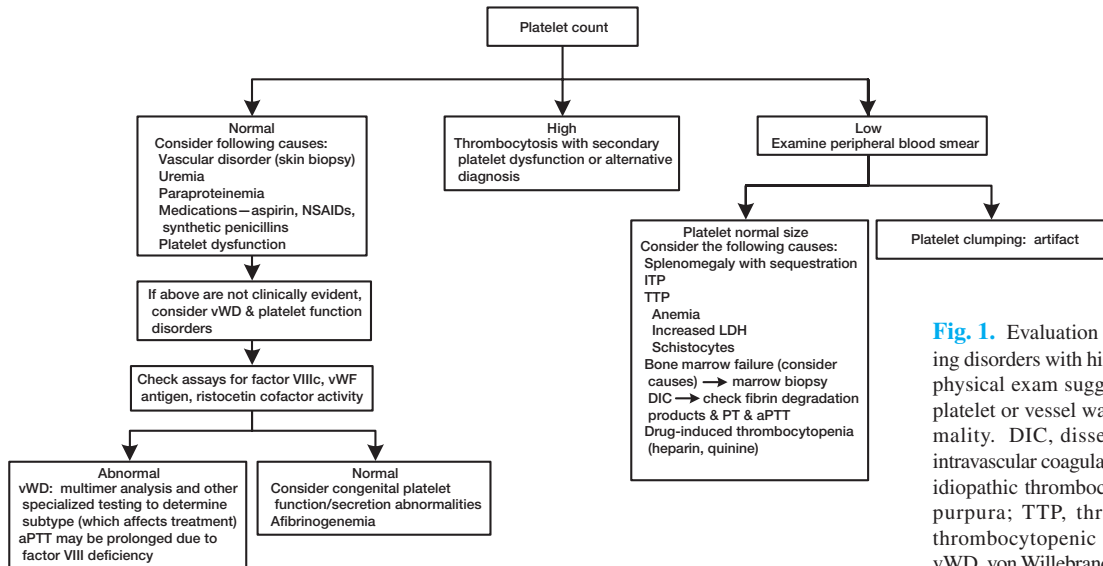 Platelet count
Normal
Consider following causes:
Vascular disorder (skin biopsy)
Uremia
Paraproteinemia
Medications—aspirin, NSAIDs,
synthetic penicillins
Platelet dysfunction
High
Thrombocytosis with secondary
platelet dysfunction or alternative
diagnosis
Low
Examine peripheral blood smear
If above are not clinically evident,
consider vWD & platelet function
disorders
Check assays for factor VIIIc, vWF
antigen, ristocetin cofactor activity
Abnormal
vWD: multimer analysis and other
specialized testing to determine
subtype (which affects treatment)
aPTT may be prolonged due to
factor VIII deficiency
Normal
Consider congenital platelet
function/secretion abnormalities
Afibrinogenemia
Platelet normal size
Consider the following causes:
Splenomegaly with sequestration
ITP
TTP
Anemia
Increased LDH
Schistocytes
Bone marrow failure (consider
causes) → marrow biopsy
DIC → check fibrin degradation
products & PT & aPTT
Drug-induced thrombocytopenia
(heparin, quinine)
Platelet clumping: artifact
Fig. 1. Evaluation
ing disorders with hi
physical exam sugg
platelet or vessel wa
mality. DIC, disse
intravascular coagula
idiopathic thromboc
purpura; TTP, thr
thrombocytopenic
vWD, von Willebrand